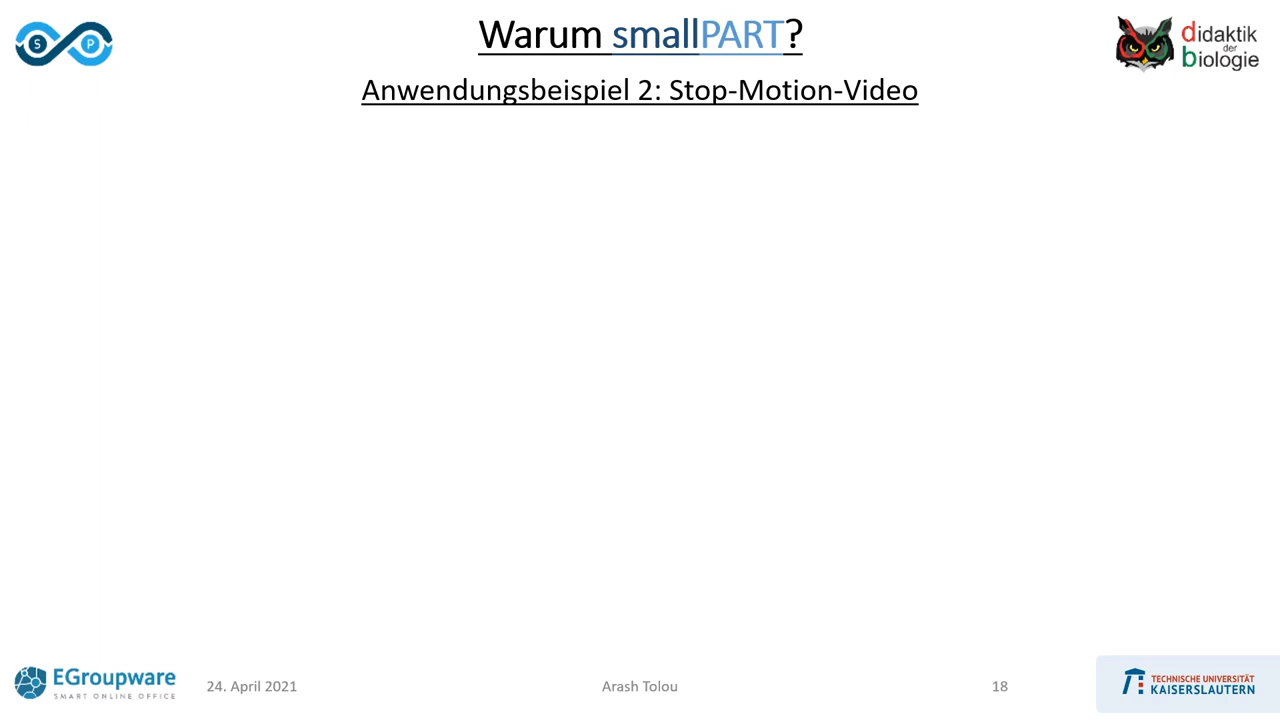 S P
Warum smallPART?
didaktik
der
biologie
Anwendungsbeispiel 2: Stop-Motion-Video
EGroupware
SMART ONLINE OFFICE
24. April 2021
Arash Tolou
18
TECHNISCHE UNIVERSITÄT
KAISERSLAUTERN